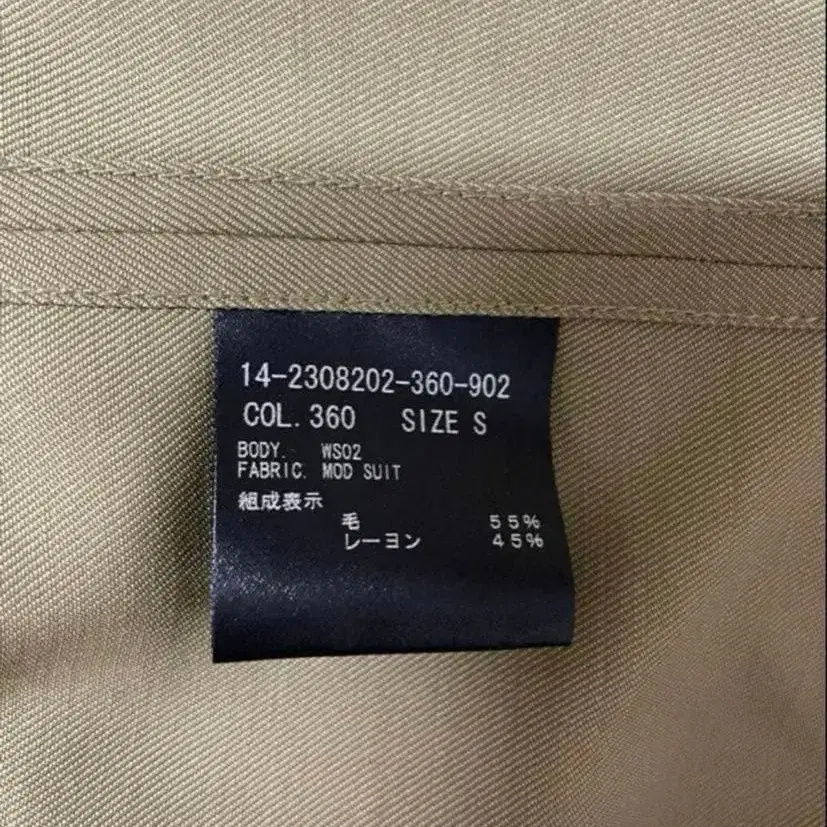 14-2308202-360-902
COL. 360 SIZE S
BODY. WS02
FABRIC. MOD SUIT
組成表示
毛 55%
レーヨン 45%